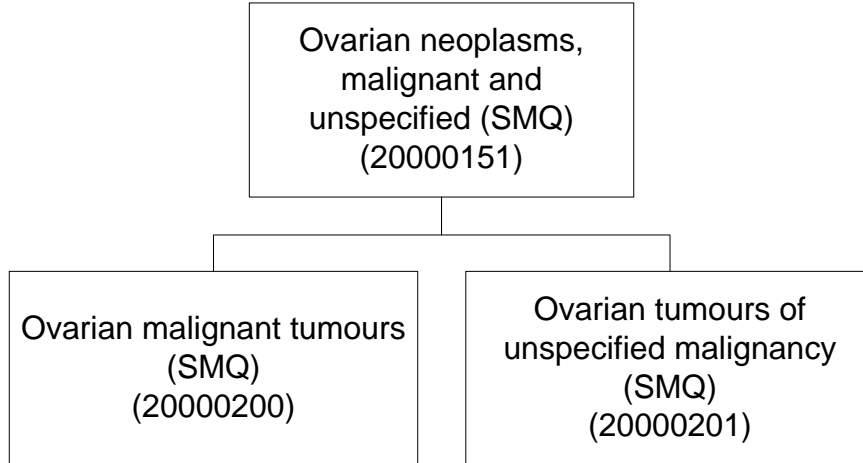 Ovarian neoplasms,
malignant and
unspecified (SMQ)
(20000151)
Ovarian malignant tumours
(SMQ)
(20000200)
Ovarian tumours of
unspecified malignancy
(SMQ)
(20000201)